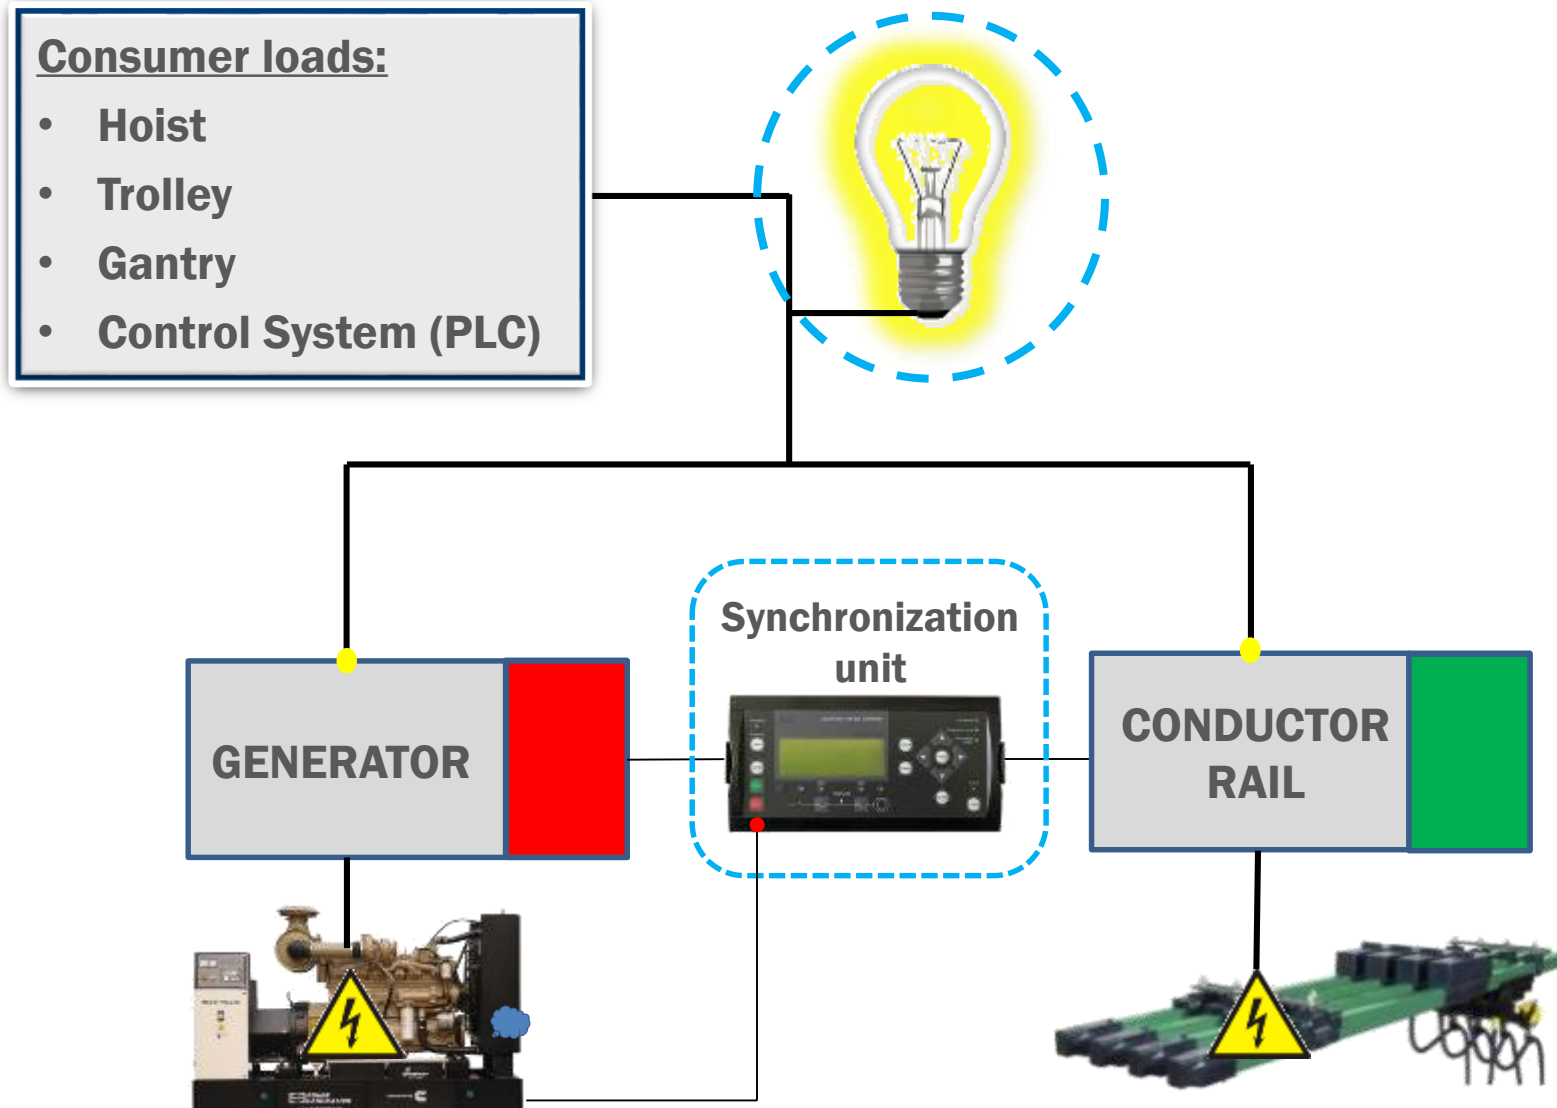 Consumer loads:
• Hoist
• Trolley
• Gantry
• Control System (PLC)
Synchronization
unit
GENERATOR
CONDUCTOR
RAIL